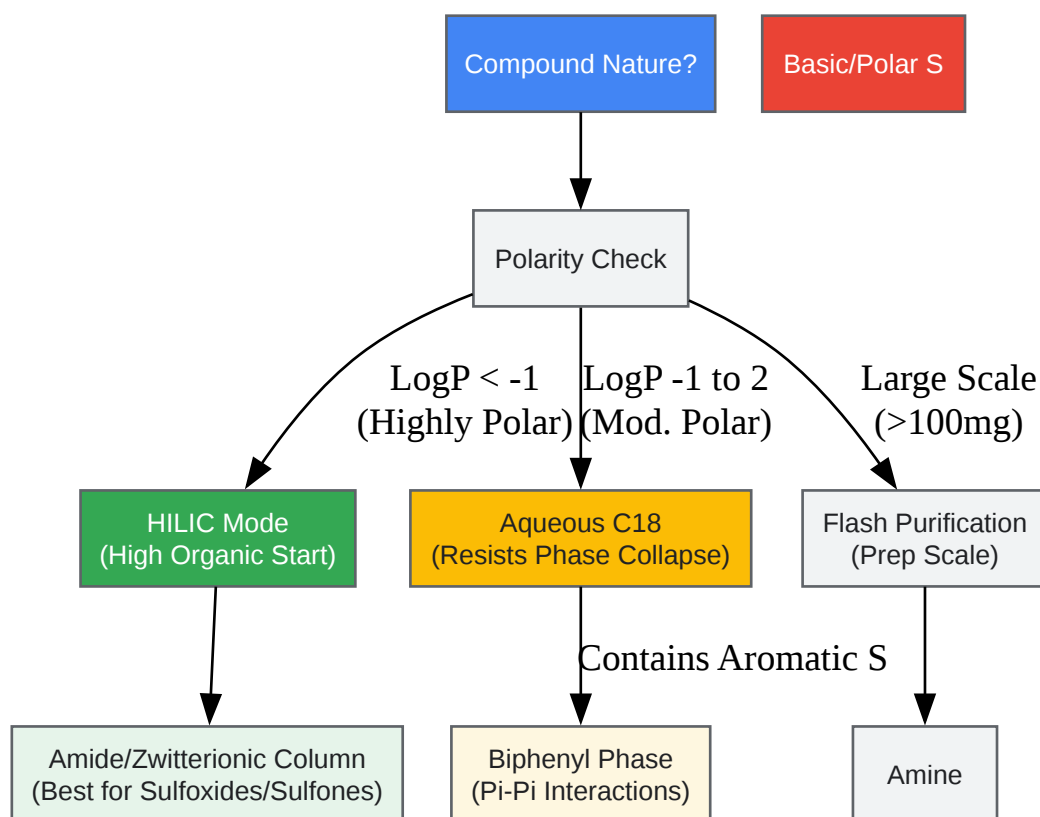 Compound Nature?
Basic/Polar S
Polarity Check
LogP < -1
(Highly Polar)
LogP -1 to 2
(Mod. Polar)
Large Scale
(>100mg)
HILIC Mode
(High Organic Start)
Aqueous C18
(Resists Phase Collapse)
Flash Purification
(Prep Scale)
Contains Aromatic S
Amide/Zwitterionic Column
(Best for Sulfoxides/Sulfones)
Biphenyl Phase
(Pi-Pi Interactions)
Amine